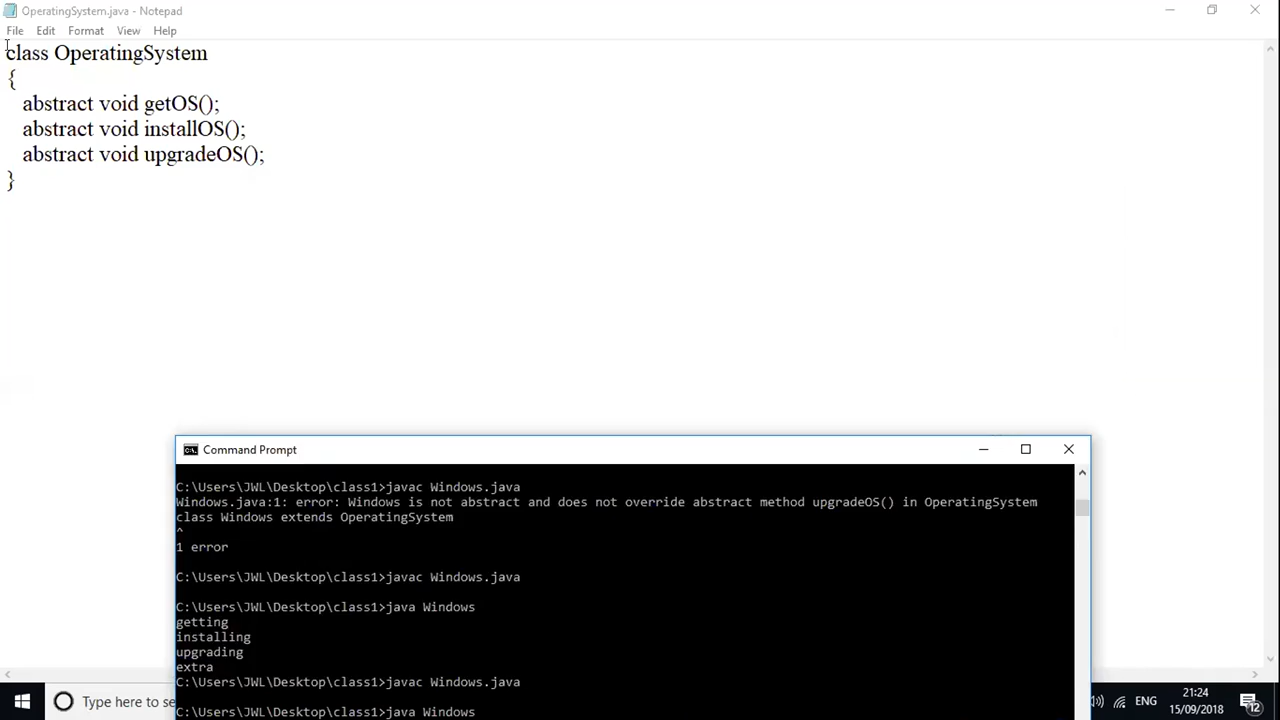 OperatingSystem.java - Notepad
File Edit Format View Help
class OperatingSystem
{
abstract void getOS();
abstract void installOS();
abstract void upgradeOS();
}
Command Prompt
C:\Users\JWL\Desktop\class1>javac Windows.java
Windows.java:1: error: Windows is not abstract and does not override abstract method upgradeOS() in OperatingSystem
class Windows extends OperatingSystem
^
1 error
C:\Users\JWL\Desktop\class1>javac Windows.java
C:\Users\JWL\Desktop\class1>java Windows
getting
installing
upgrading
extra
C:\Users\JWL\Desktop\class1>javac Windows.java
C:\Users\JWL\Desktop\class1>java Windows
Type here to se
ENG
21:24
15/09/2018
12